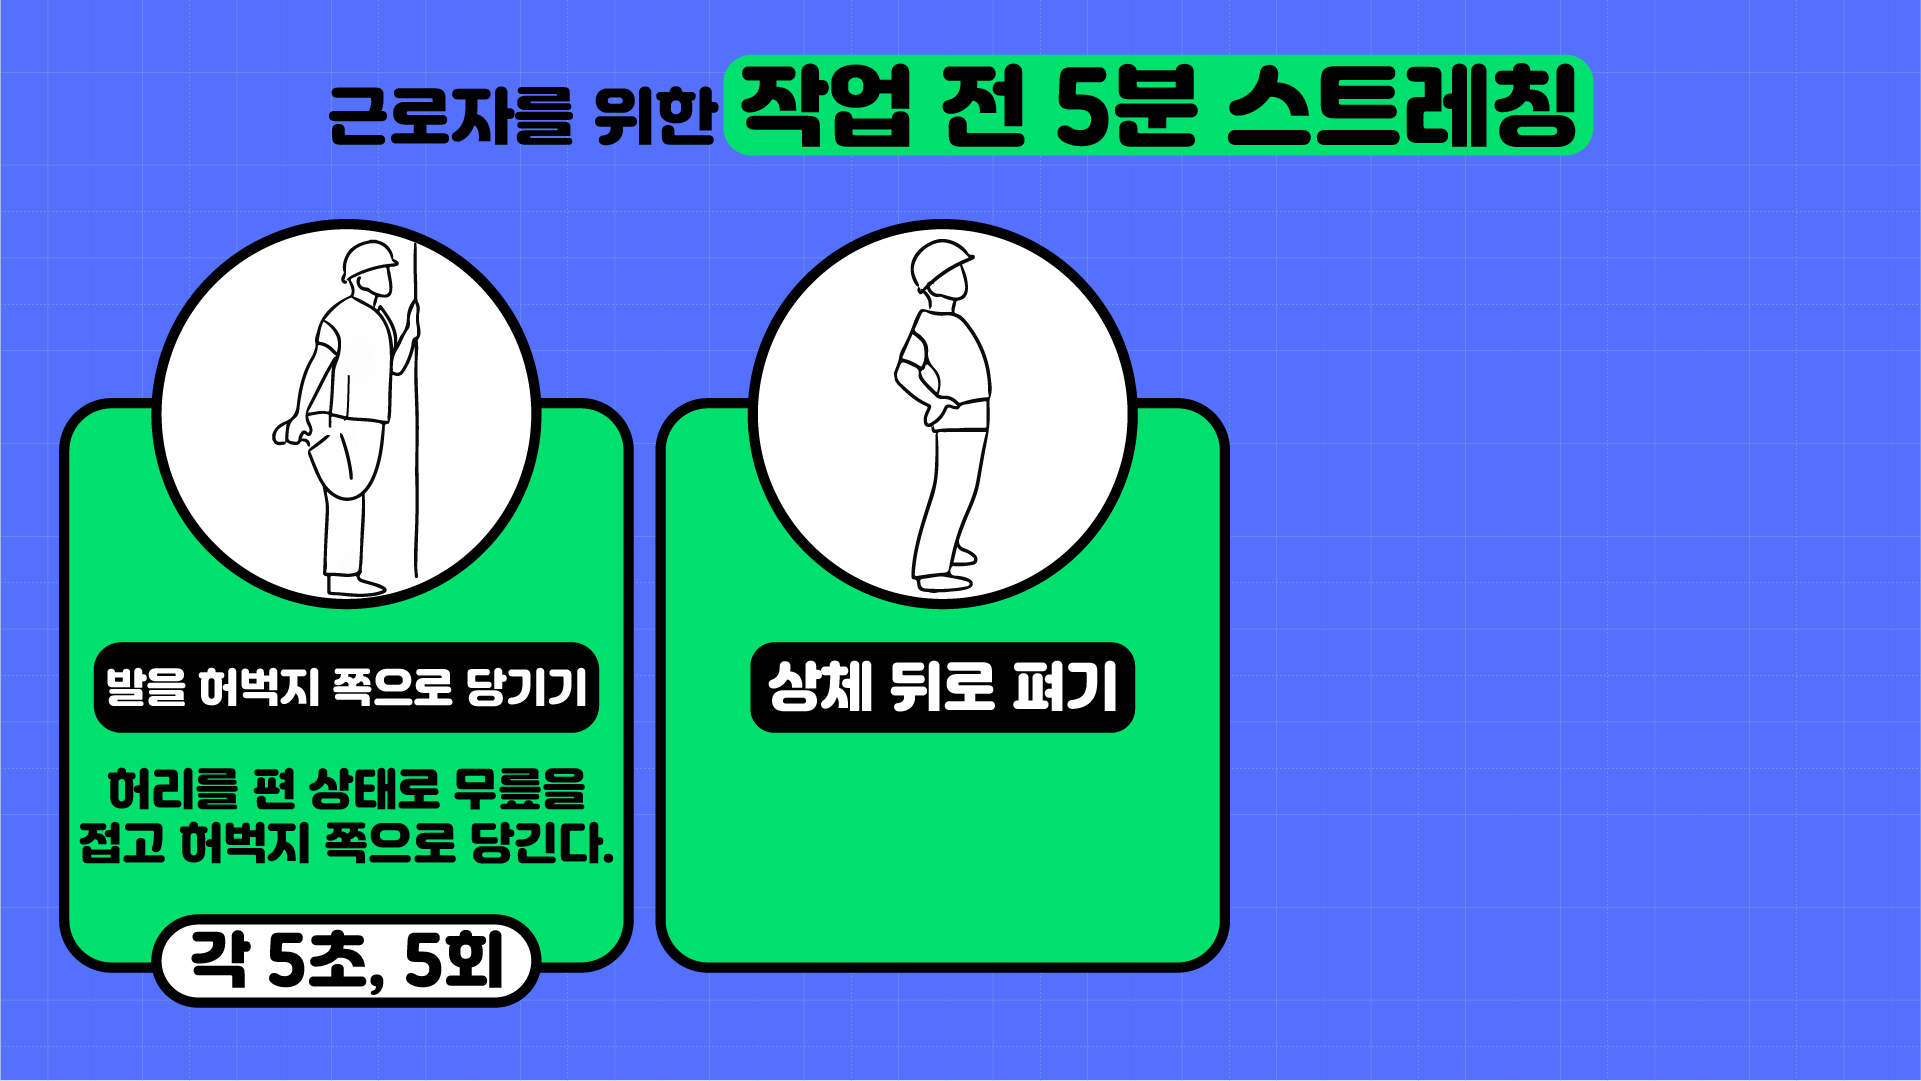 근로자를 위한 작업 전 5분 스트레칭
발을 허벅지 쪽으로 당기기
허리를 편 상태로 무릎을
접고 허벅지 쪽으로 당긴다.
각 5초, 5회
상체 뒤로 펴기